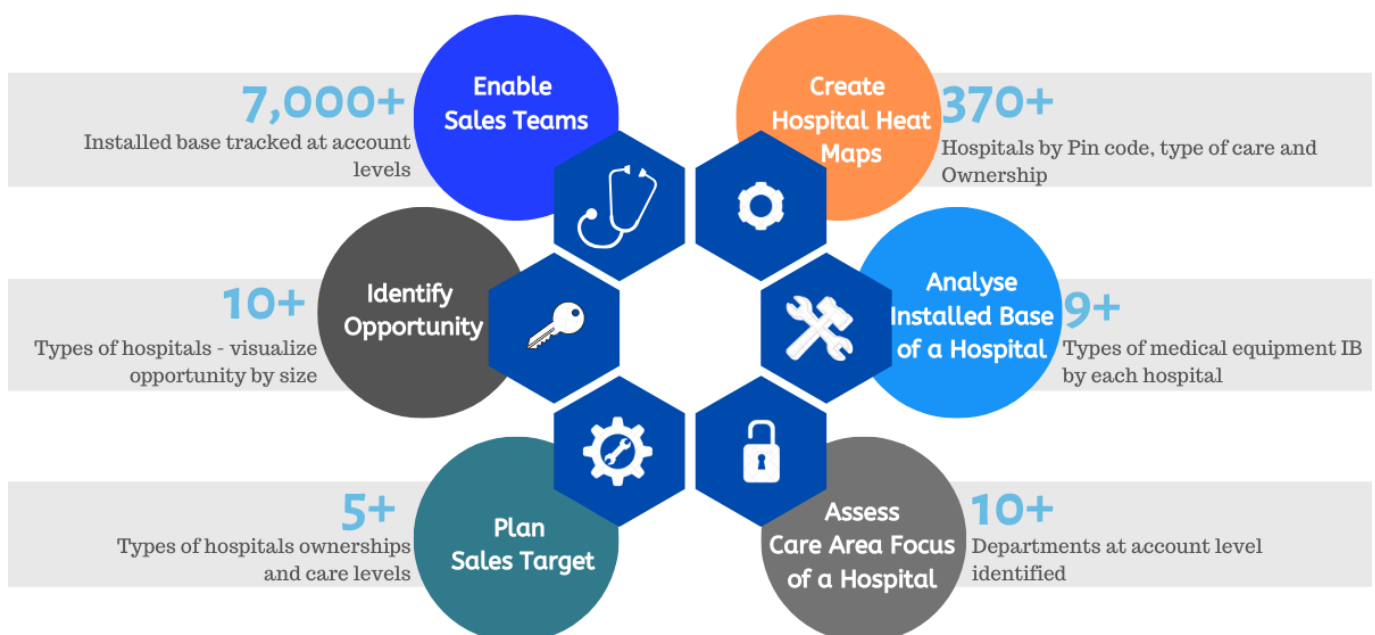 Enable
Sales Teams
7,000+
Installed base tracked at account
levels
Create
Hospital Heat
Maps
370+
Hospitals by Pin code, type of care and
Ownership
Identify
Opportunity
10+
Types of hospitals - visualize
opportunity by size
Analyse
Installed Base
of a Hospital
9+
Types of medical equipment IB
by each hospital
Plan
Sales Target
5+
Types of hospitals ownerships
and care levels
Assess
Care Area Focus
of a Hospital
10+
Departments at account level
identified